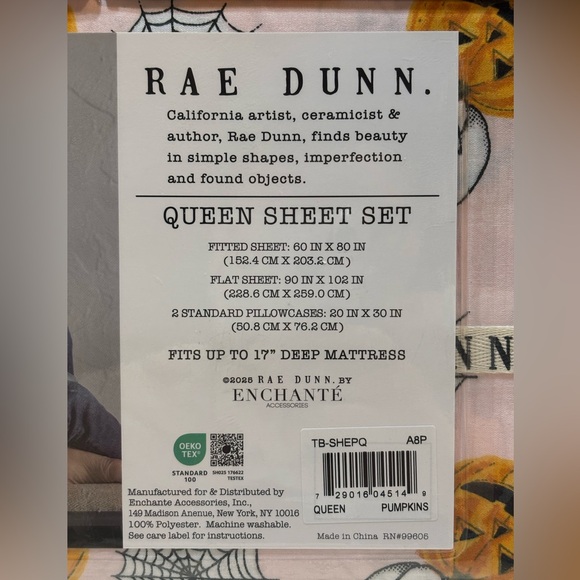 RAE DUNN.
California artist, ceramicist &
author, Rae Dunn, finds beauty
in simple shapes, imperfection
and found objects.
QUEEN SHEET SET
FITTED SHEET: 60 IN X 80 IN
(152.4 CM X 203.2 CM)
FLAT SHEET: 90 IN X 102 IN
(228.6 CM X 259.0 CM)
2 STANDARD PILLOWCASES: 20 IN X 30 IN
(50.8 CM X 76.2 CM)
FITS UP TO 17" DEEP MATTRESS
©2025 RAE DUNN. BY
ENCHANTÉ
ACCESSORIES
OEKO
TEX®
STANDARD
100
SH025 176622
TESTEX
TB-SHEPQ A8P
7 29016 04514 9
QUEEN PUMPKINS
Manufactured for & Distributed by
Enchante Accessories, Inc.,
149 Madison Anenue, New York, NY 10016
100% Polyester. Machine washable.
See care label for instructions.
Made in China RN#99605
NN